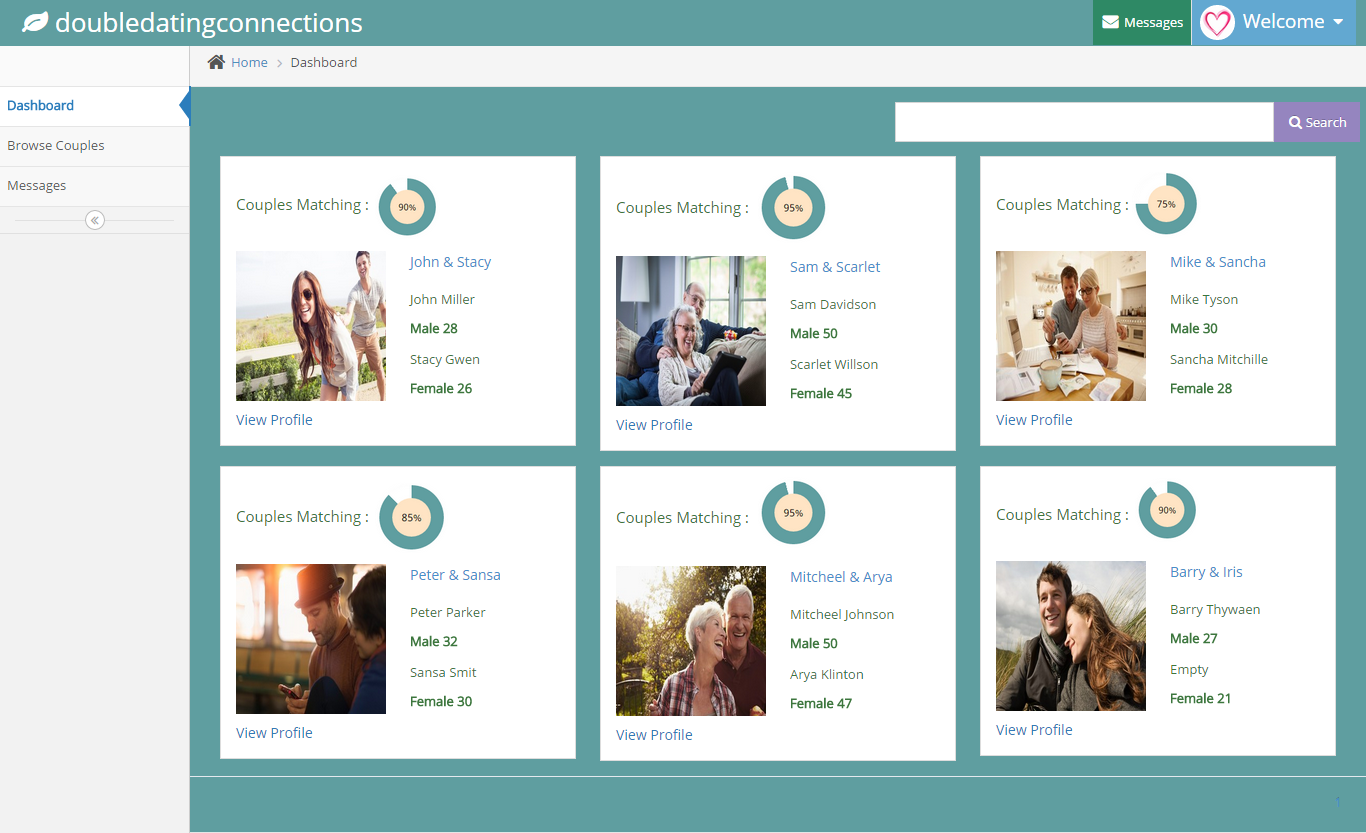 doubledatingconnections
Messages
Welcome
Home > Dashboard
Dashboard
Browse Couples
Messages
Search
Couples Matching : 90%
John & Stacy
John Miller
Male 28
Stacy Gwen
Female 26
View Profile
Couples Matching : 95%
Sam & Scarlet
Sam Davidson
Male 50
Scarlet Willson
Female 45
View Profile
Couples Matching : 75%
Mike & Sancha
Mike Tyson
Male 30
Sancha Mitchille
Female 28
View Profile
Couples Matching : 85%
Peter & Sansa
Peter Parker
Male 32
Sansa Smit
Female 30
View Profile
Couples Matching : 95%
Mitcheel & Arya
Mitcheel Johnson
Male 50
Arya Klinton
Female 47
View Profile
Couples Matching : 90%
Barry & Iris
Barry Thywaen
Male 27
Empty
Female 21
View Profile